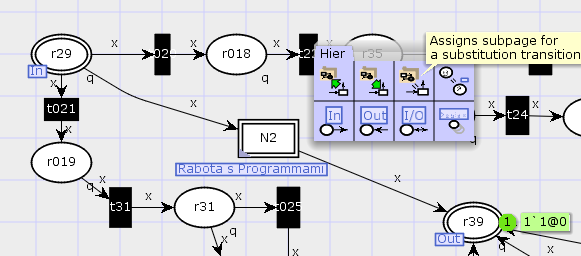 Assigns subpage for
a substitution transition
Hier
x
r29
02
x
r018
x
t22
r35
In
x
q
q
t021
x
In
Out
I/O
x
t24
x
x
N2
r019
Rabota s Programmami
x
q
x
t31
x
r31
x
t025
q
q
r39
1
1`1@0
Out
x
x
q
q